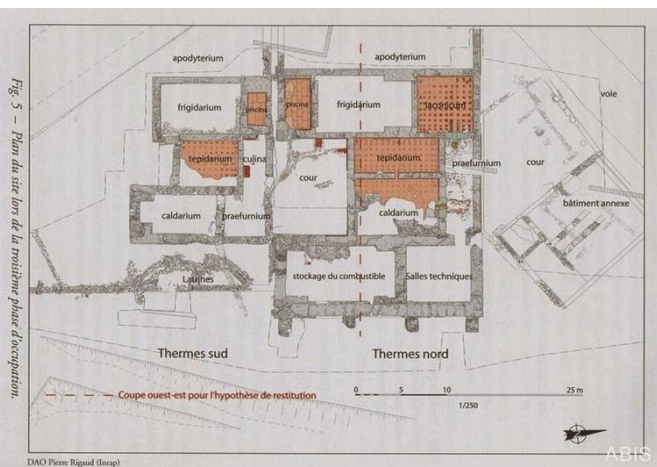 Fig. 5 – Plan du site lors de la troisième phase d'occupation.
apodyterium
apodyterium
frigidarium
piscina
piscina
frigidarium
laconicum
voie
tepidarium
culina
cour
tepidarium
praefurnium
cour
bâtiment annexe
caldarium
praefurnium
caldarium
Latrines
stockage du combustible
Salles techniques
Thermes sud
Thermes nord
Coupe ouest-est pour l'hypothèse de restitution
0 5 10 25 m
1/250
DAO Pierre Rigaud (Inrap)
ABIS